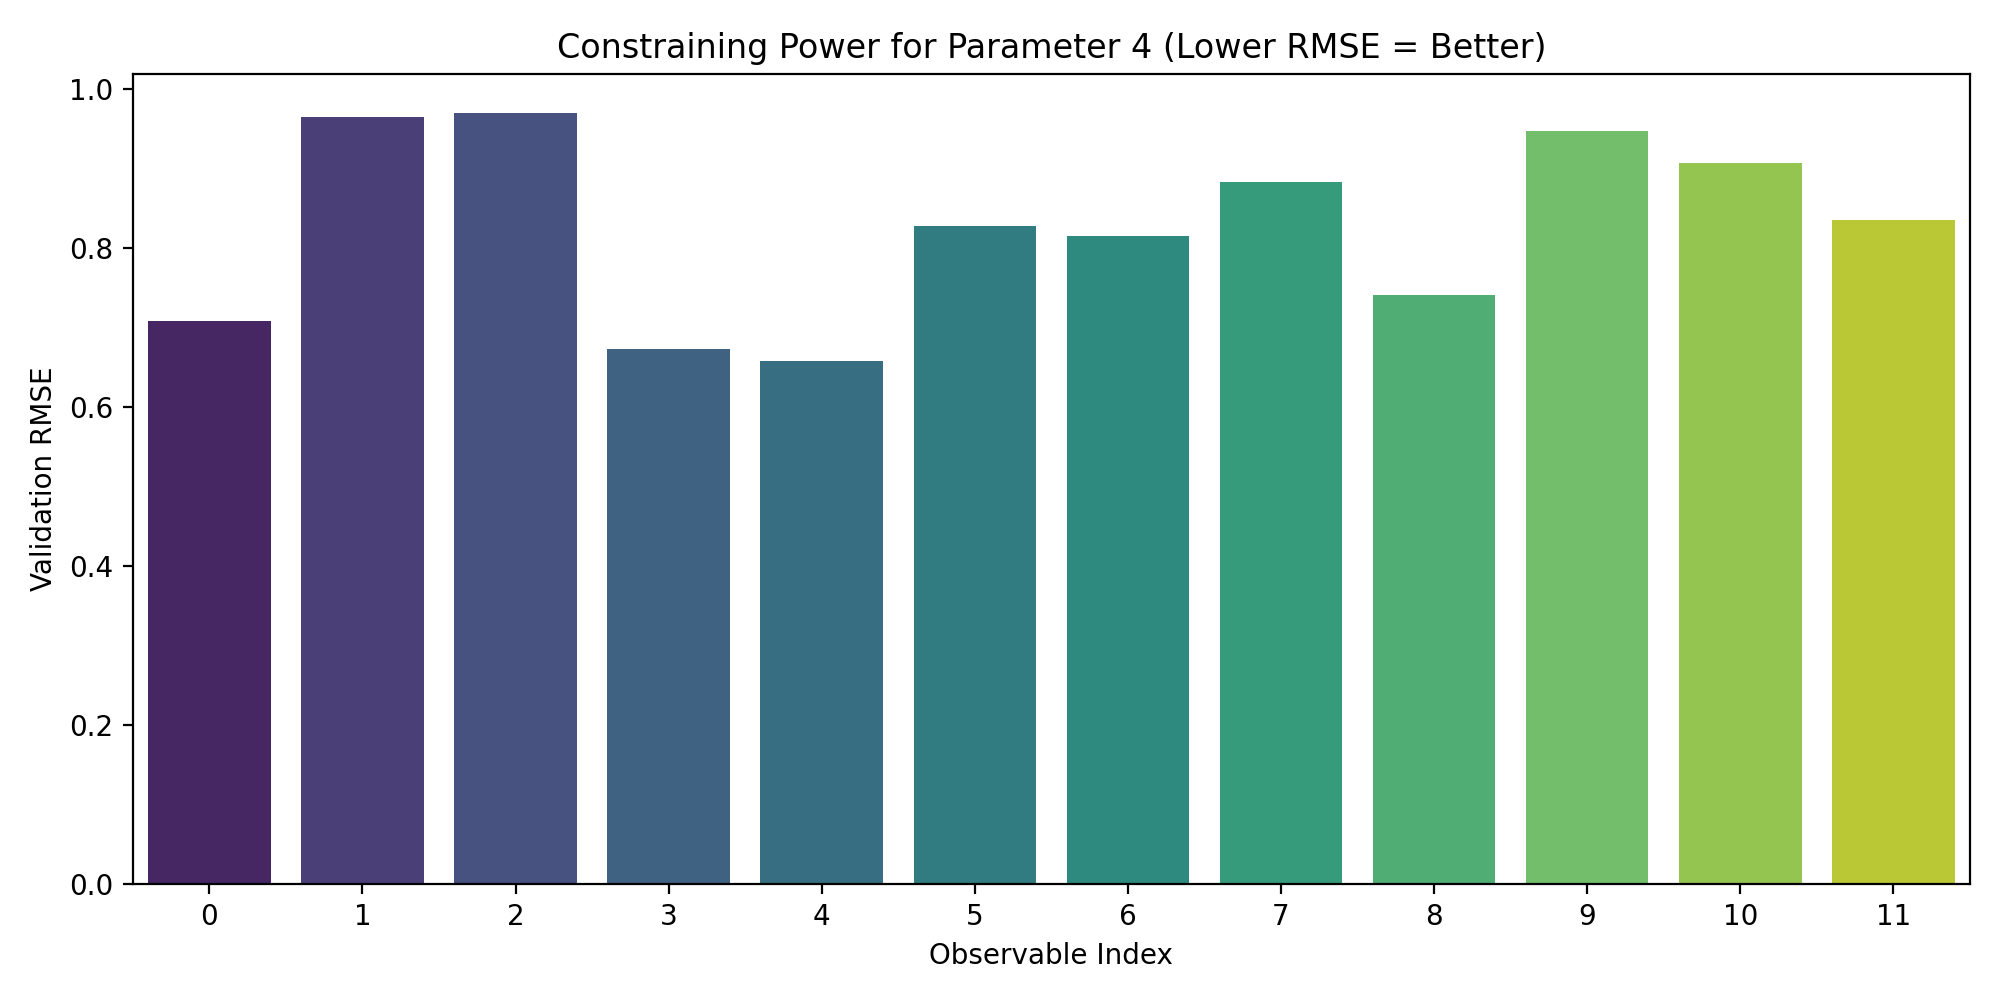 Constraining Power for Parameter 4 (Lower RMSE = Better)
Validation RMSE
1.0
0.8
0.6
0.4
0.2
0.0
0 1 2 3 4 5 6 7 8 9 10 11
Observable Index